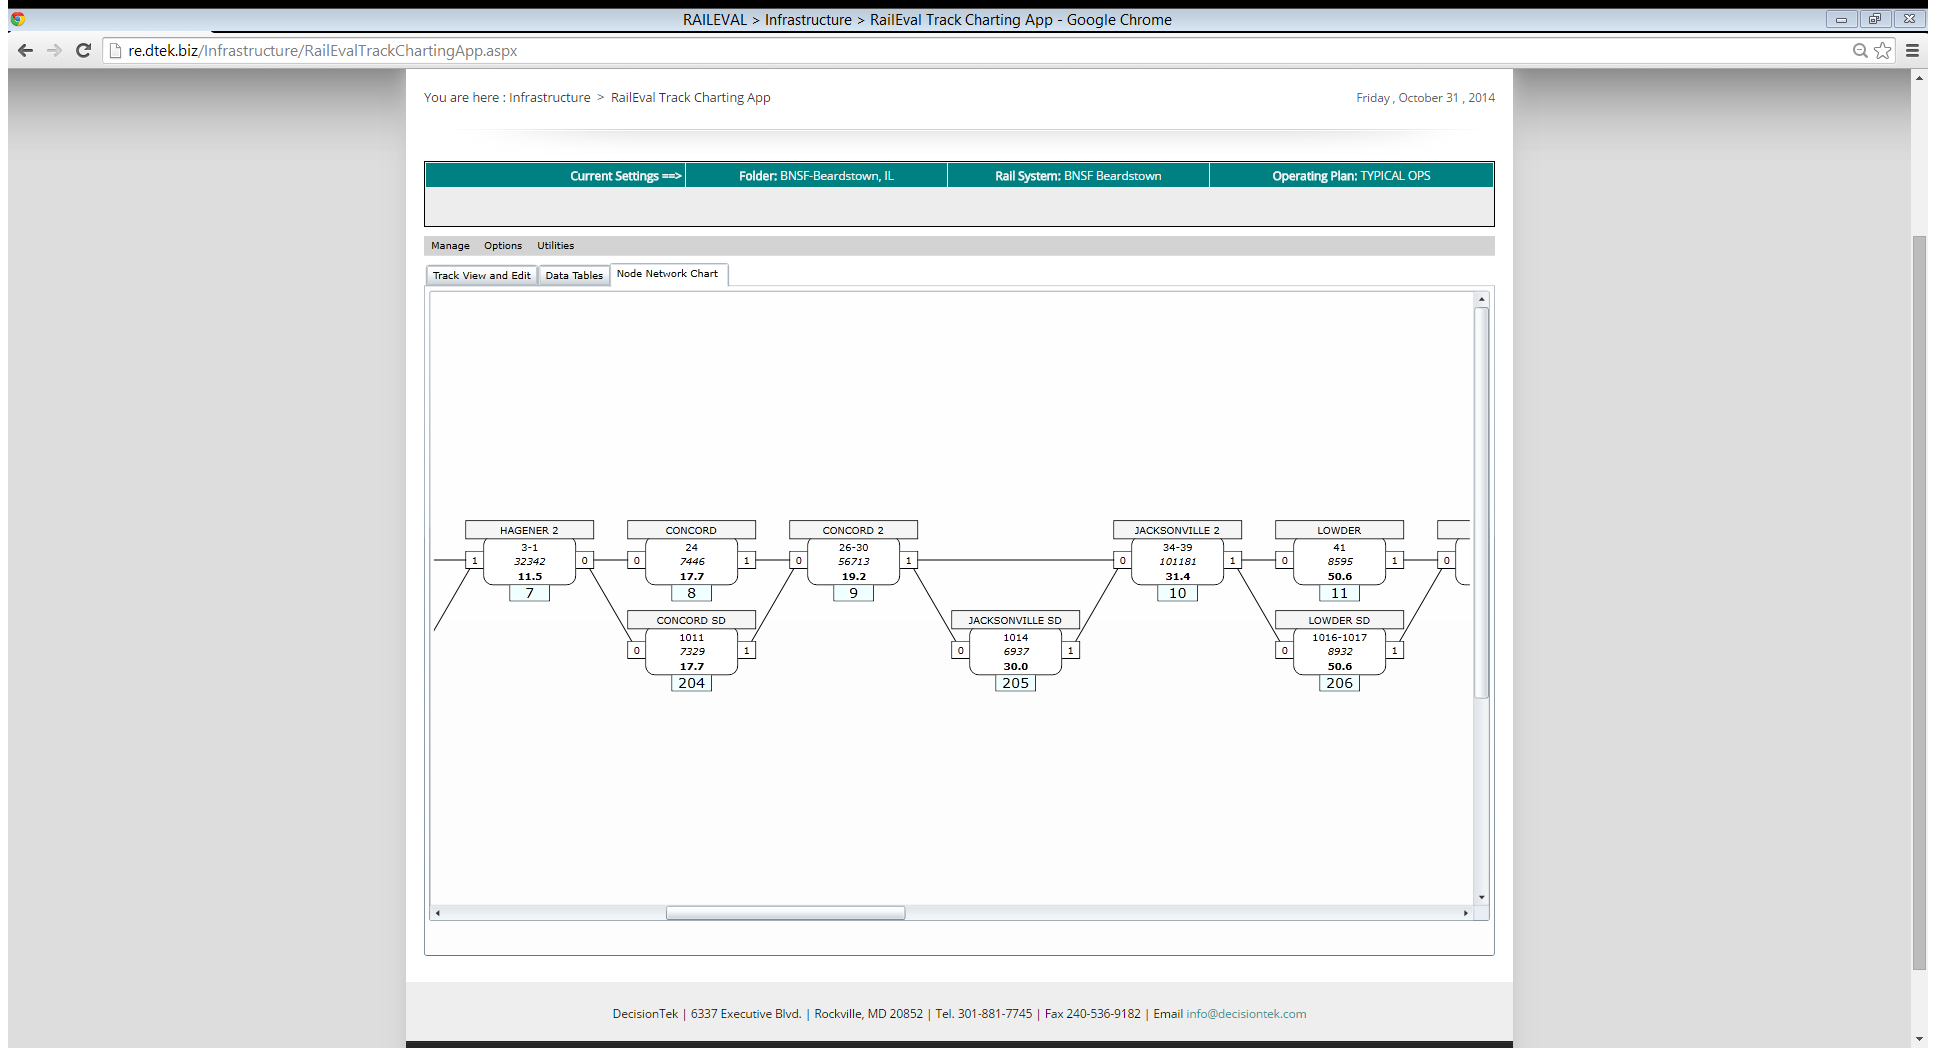 RAILEVAL > Infrastructure > RailEval Track Charting App - Google Chrome
re.dtek.biz/Infrastructure/RailEvalTrackChartingApp.aspx
You are here : Infrastructure > RailEval Track Charting App
Friday , October 31 , 2014
Current Settings ==> Folder: BNSF-Beardstown, IL Rail System: BNSF Beardstown Operating Plan: TYPICAL OPS
Manage Options Utilities
Track View and Edit Data Tables Node Network Chart
HAGENER 2
3-1
1 32342 0
11.5
7
CONCORD
24
0 7446 1
17.7
8
CONCORD SD
1011
0 7329 1
17.7
204
CONCORD 2
26-30
0 56713 1
19.2
9
JACKSONVILLE SD
1014
0 6937 1
30.0
205
JACKSONVILLE 2
34-39
0 101181 1
31.4
10
LOWDER
41
0 8595 1
50.6
11
LOWDER SD
1016-1017
0 8932 1
50.6
206
0
DecisionTek | 6337 Executive Blvd. | Rockville, MD 20852 | Tel. 301-881-7745 | Fax 240-536-9182 | Email info@decisiontek.com